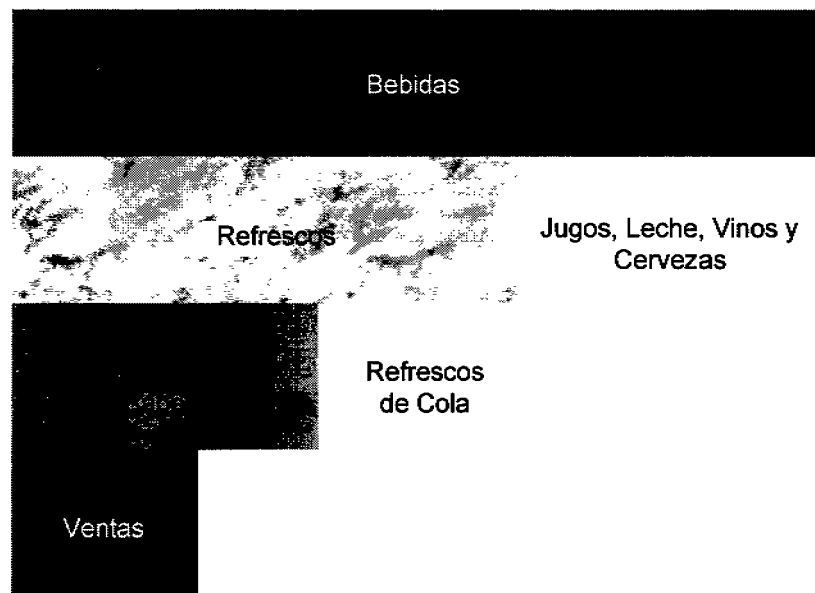 Bebidas
Refrescos
Jugos, Leche, Vinos y
Cervezas
Refrescos
de Cola
Ventas